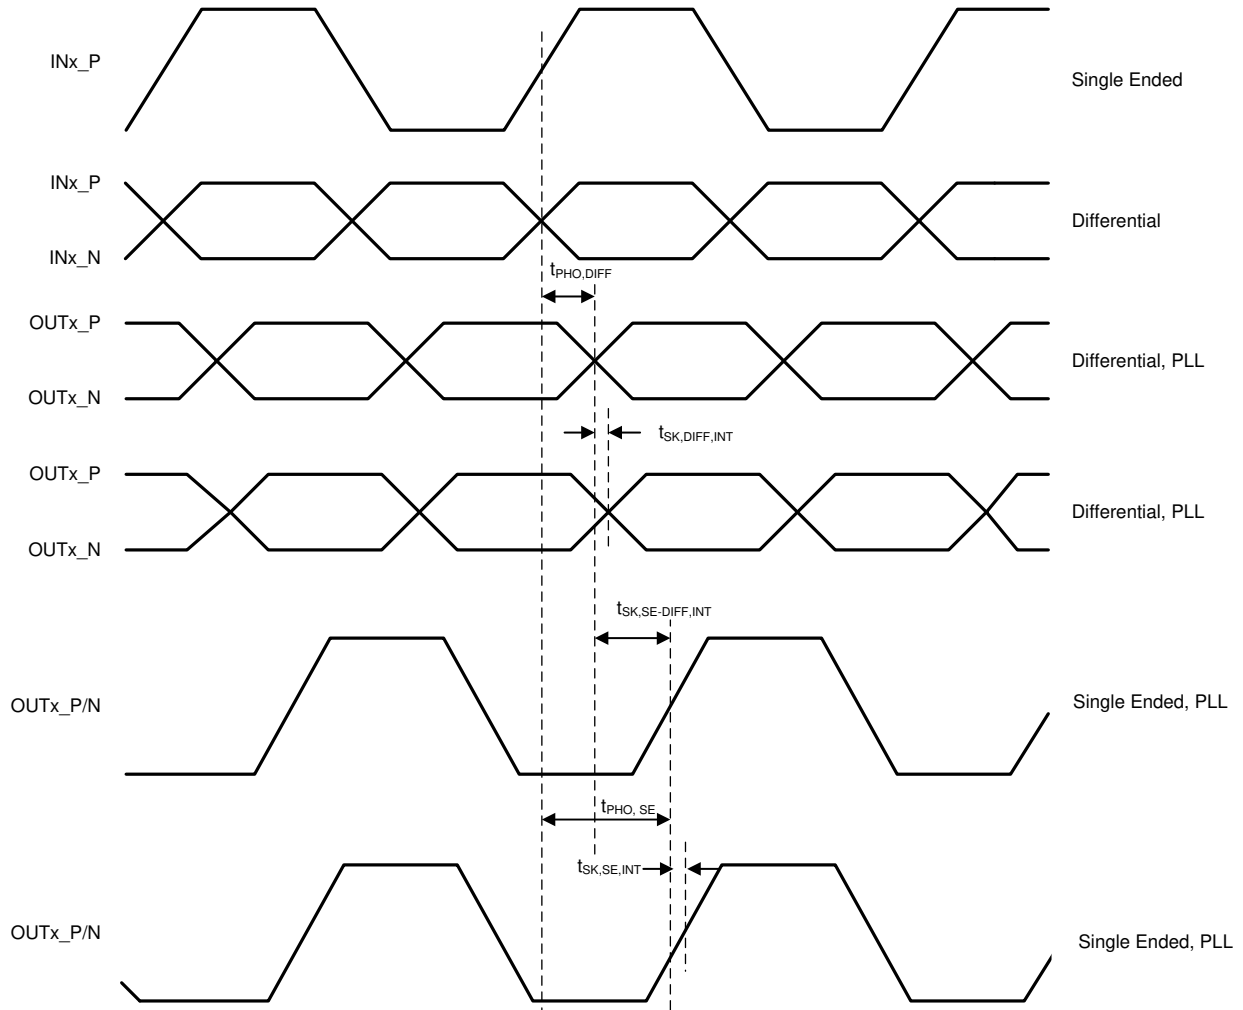 INx_P
Single Ended
INx_P
Differential
INx_N
tPHO,DIFF
OUTx_P
Differential, PLL
OUTx_N
tSK,DIFF,INT
OUTx_P
Differential, PLL
OUTx_N
tSK,SE-DIFF,INT
OUTx_P/N
Single Ended, PLL
tPHO, SE
tSK,SE,INT
OUTx_P/N
Single Ended, PLL